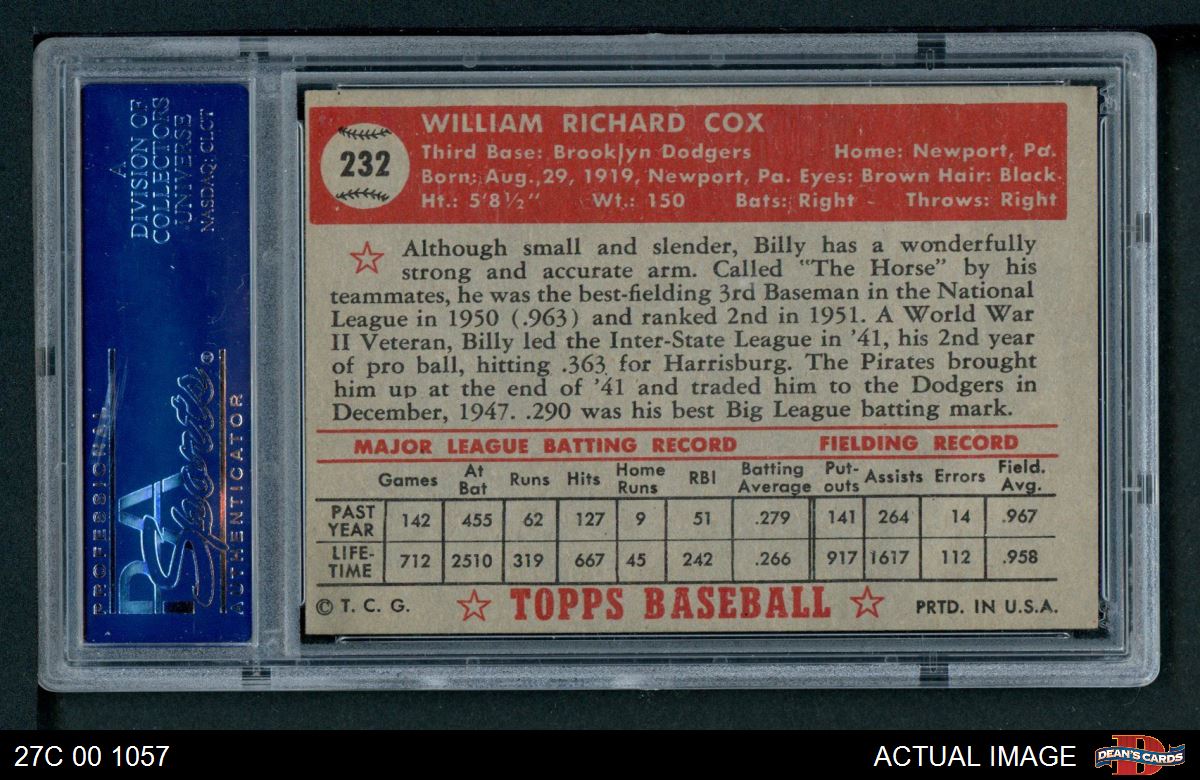 A
DIVISION OF
COLLECTORS
UNIVERSE
NASDAQ: CLCT
PROFESSIONAL
PSA
Sports®
AUTHENTICATOR
232
WILLIAM RICHARD COX
Third Base: Brooklyn Dodgers Home: Newport, Pa.
Born: Aug., 29, 1919, Newport, Pa. Eyes: Brown Hair: Black
Ht.: 5'8½" Wt.: 150 Bats: Right - Throws: Right
Although small and slender, Billy has a wonderfully
strong and accurate arm. Called "The Horse" by his
teammates, he was the best-fielding 3rd Baseman in the National
League in 1950 (.963) and ranked 2nd in 1951. A World War
II Veteran, Billy led the Inter-State League in '41, his 2nd year
of pro ball, hitting .363 for Harrisburg. The Pirates brought
him up at the end of '41 and traded him to the Dodgers in
December, 1947. .290 was his best Big League batting mark.
MAJOR LEAGUE BATTING RECORD FIELDING RECORD
Games At Bat Runs Hits Home Runs RBI Batting Average Put-outs Assists Errors Field. Avg.
PAST YEAR 142 455 62 127 9 51 .279 141 264 14 .967
LIFE-TIME 712 2510 319 667 45 242 .266 917 1617 112 .958
© T. C. G. TOPPS BASEBALL PRTD. IN U.S.A.
27C 00 1057 ACTUAL IMAGE DEAN'S CARDS